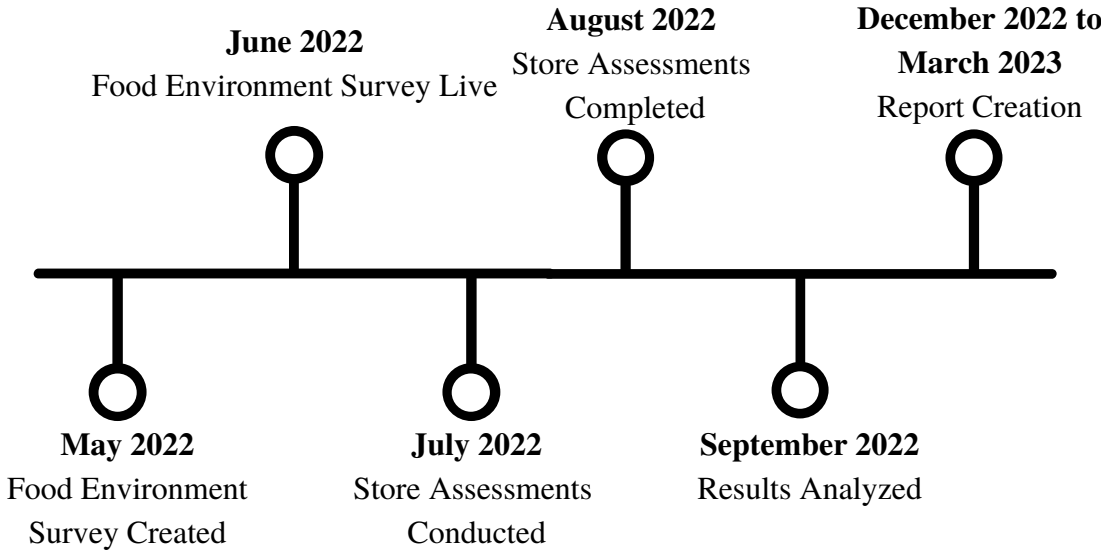 June 2022
Food Environment Survey Live
August 2022
Store Assessments
Completed
December 2022 to
March 2023
Report Creation
May 2022
Food Environment
Survey Created
July 2022
Store Assessments
Conducted
September 2022
Results Analyzed